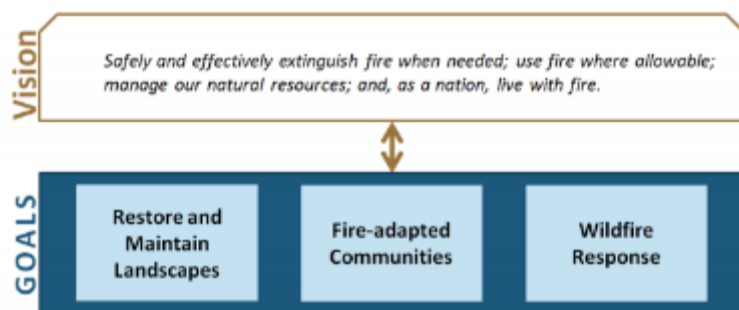 Vision
Safely and effectively extinguish fire when needed; use fire where allowable;
manage our natural resources; and, as a nation, live with fire.
GOALS
Restore and
Maintain
Landscapes
Fire-adapted
Communities
Wildfire
Response